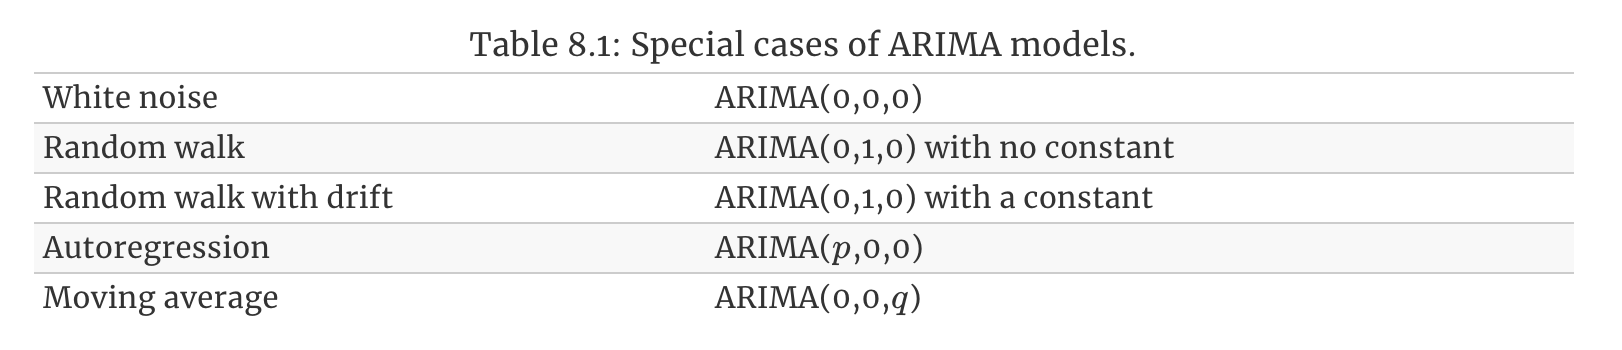 Table 8.1: Special cases of ARIMA models.
White noise ARIMA(0,0,0)
Random walk ARIMA(0,1,0) with no constant
Random walk with drift ARIMA(0,1,0) with a constant
Autoregression ARIMA(p,0,0)
Moving average ARIMA(0,0,q)